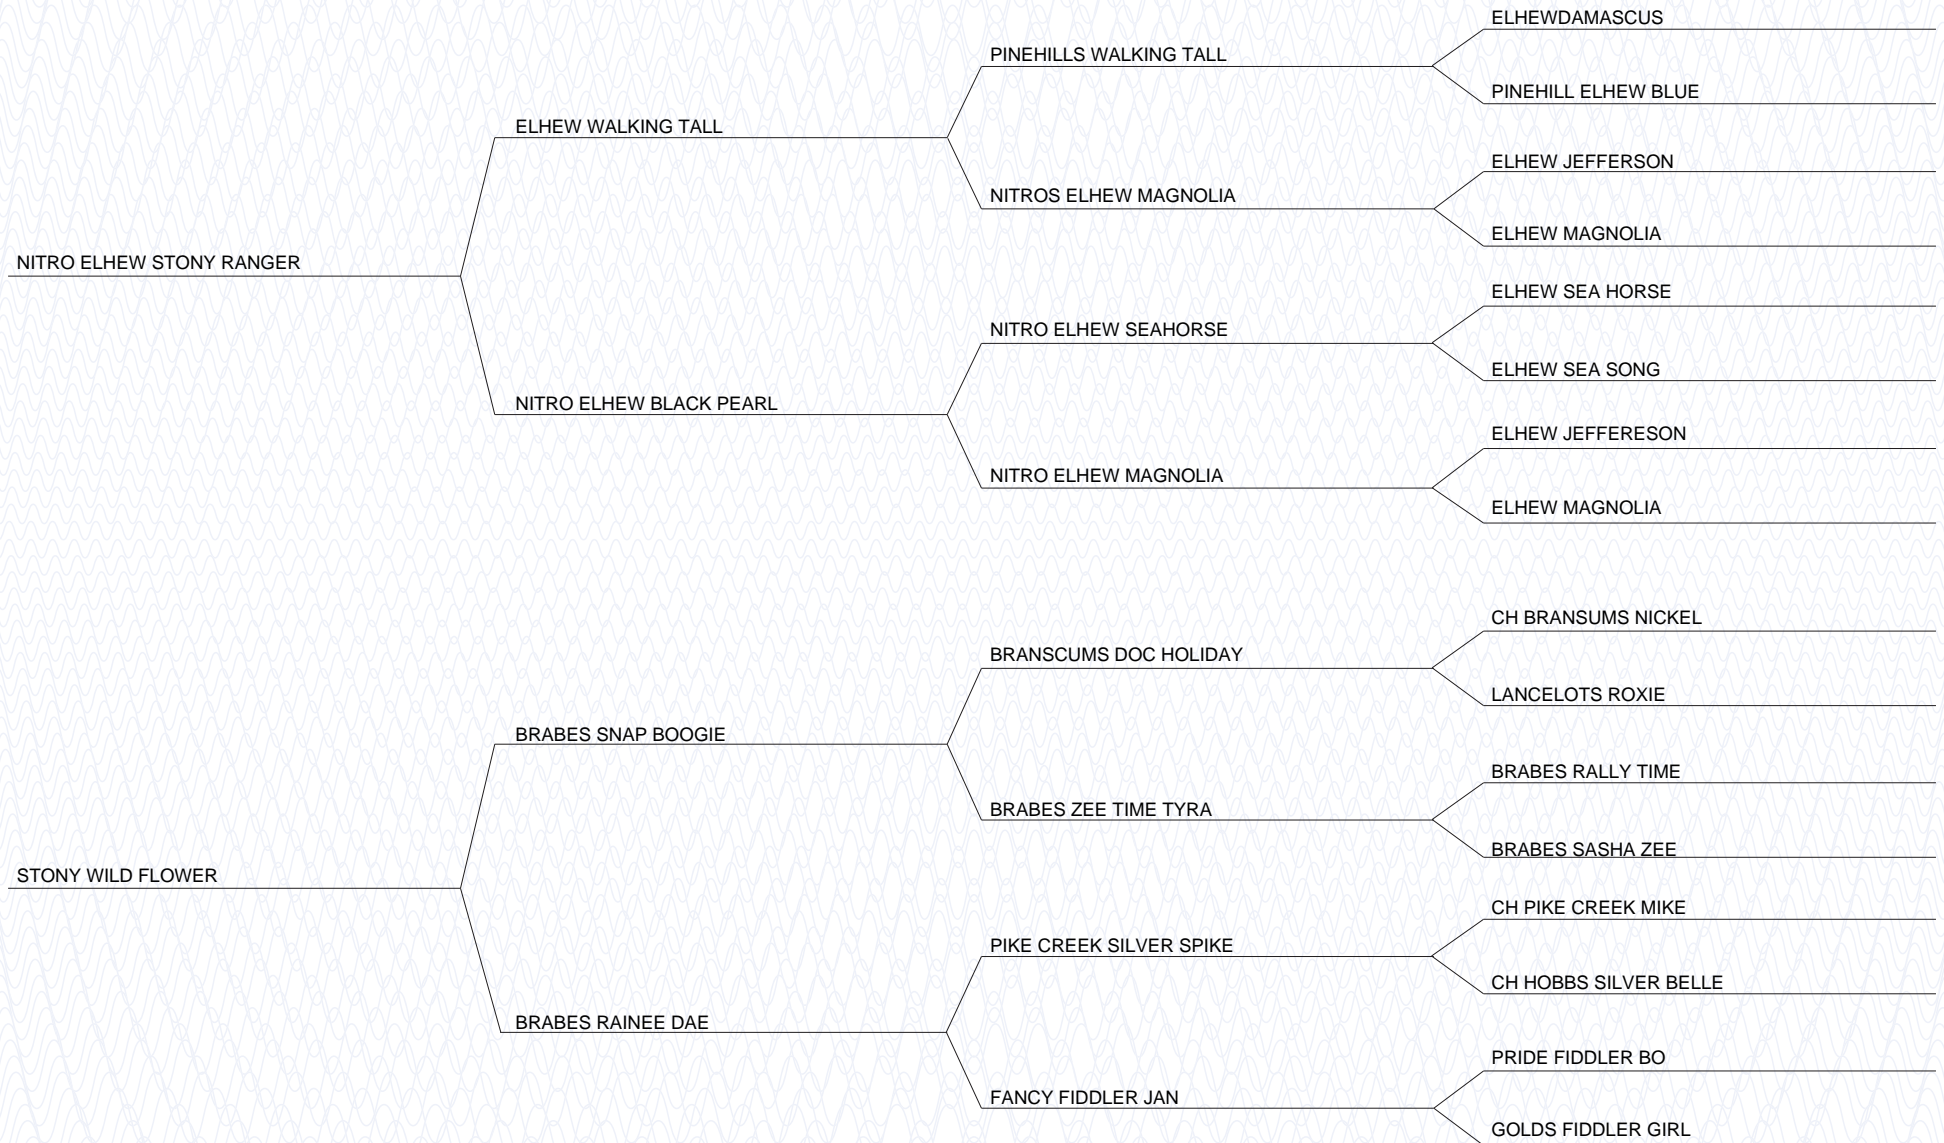 ELHEWDAMASCUS
PINEHILLS WALKING TALL
PINEHILL ELHEW BLUE
ELHEW WALKING TALL
ELHEW JEFFERSON
NITROS ELHEW MAGNOLIA
ELHEW MAGNOLIA
NITRO ELHEW STONY RANGER
ELHEW SEA HORSE
NITRO ELHEW SEAHORSE
ELHEW SEA SONG
NITRO ELHEW BLACK PEARL
ELHEW JEFFERESON
NITRO ELHEW MAGNOLIA
ELHEW MAGNOLIA
CH BRANSUMS NICKEL
BRANSCUMS DOC HOLIDAY
LANCELOTS ROXIE
BRABES SNAP BOOGIE
BRABES RALLY TIME
BRABES ZEE TIME TYRA
BRABES SASHA ZEE
STONY WILD FLOWER
CH PIKE CREEK MIKE
PIKE CREEK SILVER SPIKE
CH HOBBS SILVER BELLE
BRABES RAINEE DAE
PRIDE FIDDLER BO
FANCY FIDDLER JAN
GOLDS FIDDLER GIRL